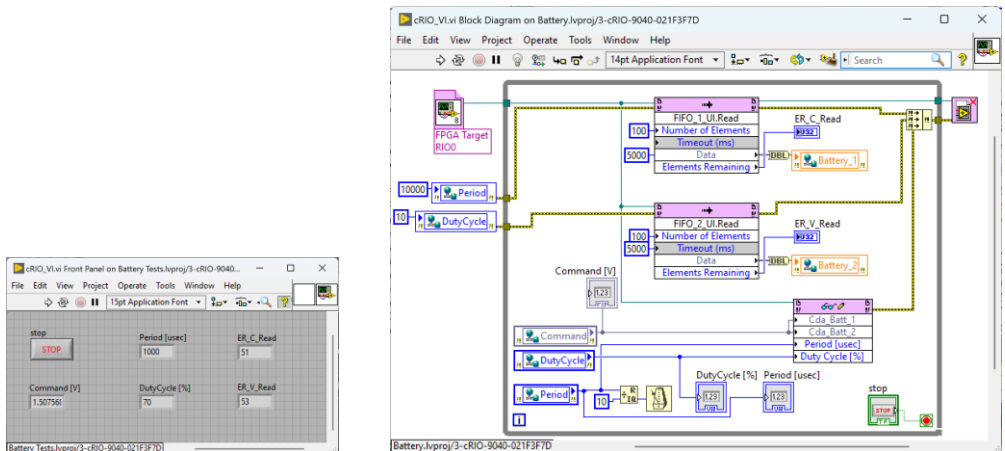 cRIO_VI.vi Front Panel on Battery Tests.lvproj/3-cRIO-9040...
File Edit View Project Operate Tools Window Help
15pt Application Font
stop
STOP
Period [usec]
1000
ER_C_Read
51
Command [V]
1.50756
DutyCycle [%]
70
ER_V_Read
53
Battery Tests.lvproj/3-cRIO-9040-021F3F7D
cRIO_VI.vi Block Diagram on Battery.lvproj/3-cRIO-9040-021F3F7D
File Edit View Project Operate Tools Window Help
14pt Application Font
Search
FPGA Target
RIO0
10000
Period
10
DutyCycle
FIFO_1_UI.Read
100
Number of Elements
Timeout (ms)
5000
Data
Elements Remaining
ER_C_Read
U32
DBL
Battery_1
FIFO_2_UI.Read
100
Number of Elements
5000
Timeout (ms)
Data
Elements Remaining
ER_V_Read
U32
DBL
Battery_2
Command [V]
1.23
Command
DutyCycle
Period
10
R
IQ
Cda_Batt_1
Cda_Batt_2
Period [usec]
Duty Cycle [%]
DutyCycle [%]
1.23
Period [usec]
1.23
stop
STOP
TF
i
Battery.lvproj/3-cRIO-9040-021F3F7D